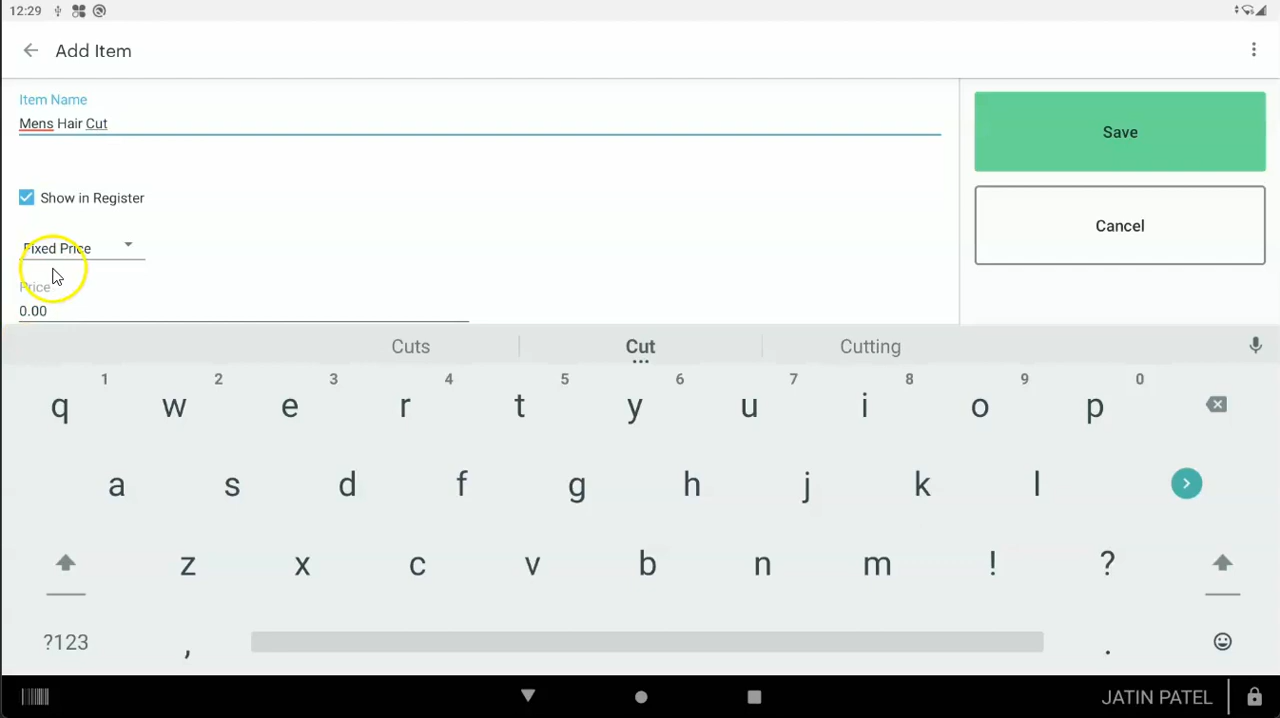 12:29
Add Item
Item Name
Mens Hair Cut
Save
Show in Register
Cancel
Fixed Price
Price
0.00
Cuts Cut Cutting
1 2 3 4 5 6 7 8 9 0
q w e r t y u i o p
a s d f g h j k l
z x c v b n m ! ?
?123 , .
JATIN PATEL